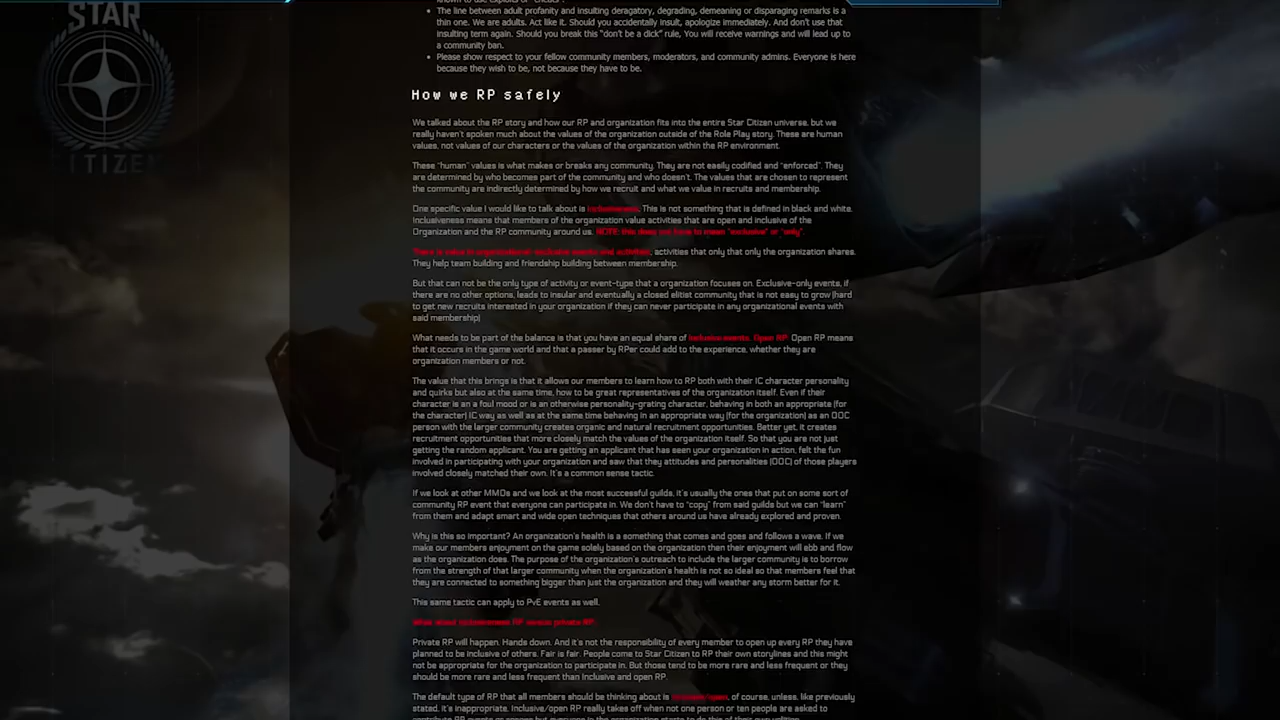 STAR
CITIZEN
The line between adult profanity and insulting deragatory, degrading, demeaning or disparaging remarks is a
thin one. We are adults. Act like it. Should you accidentally insult, apologize immediately. And don't use that
insulting term again. Should you break this "don't be a dick" rule, You will receive warnings and will lead up to
a community ban.
Please show respect to your fellow community members, moderators, and community admins. Everyone is here
because they wish to be, not because they have to be.
How we RP safely
We talked about the RP story and how our RP and organization fits into the entire Star Citizen universe, but we
really haven't spoken much about the values of the organization outside of the Role Play story. These are human
values, not values of our characters or the values of the organization within the RP environment.
These "human" values is what makes or breaks any community. They are not easily codified and "enforced". They
are determined by who becomes part of the community and who doesn't. The values that are chosen to represent
the community are indirectly determined by how we recruit and what we value in recruits and membership.
One specific value I would like to talk about is Inclusiveness. This is not something that is defined in black and white.
Inclusiveness means that members of the organization value activities that are open and inclusive of the
Organization and the RP community around us. NOTE: this does not have to mean "exclusive" or "only".
There is value in organizational-exclusive events and activities, activities that only that only the organization shares.
They help team building and friendship building between membership.
But that can not be the only type of activity or event-type that a organization focuses on. Exclusive-only events, if
there are no other options, leads to insular and eventually a closed elitist community that is not easy to grow (hard
to get new recruits interested in your organization if they can never participate in any organizational events with
said membership)
What needs to be part of the balance is that you have an equal share of inclusive events. Open RP. Open RP means
that it occurs in the game world and that a passer by RPer could add to the experience, whether they are
organization members or not.
The value that this brings is that it allows our members to learn how to RP both with their IC character personality
and quirks but also at the same time, how to be great representatives of the organization itself. Even if their
character is an a foul mood or is an otherwise personality-grating character, behaving in both an appropriate (for
the character) IC way as well as at the same time behaving in an appropriate way (for the organization) as an OOC
person with the larger community creates organic and natural recruitment opportunities. Better yet, it creates
recruitment opportunities that more closely match the values of the organization itself. So that you are not just
getting the random applicant. You are getting an applicant that has seen your organization in action, felt the fun
involved in participating with your organization and saw that they attitudes and personalities (OOC) of those players
involved closely matched their own. It's a common sense tactic.
If we look at other MMOs and we look at the most successful guilds, it's usually the ones that put on some sort of
community RP event that everyone can participate in. We don't have to "copy" from said guilds but we can "learn"
from them and adapt smart and wide open techniques that others around us have already explored and proven.
Why is this so important? An organization's health is a something that comes and goes and follows a wave. If we
make our members enjoyment on the game solely based on the organization then their enjoyment will ebb and flow
as the organization does. The purpose of the organization's outreach to include the larger community is to borrow
from the strength of that larger community when the organization's health is not so ideal so that members feel that
they are connected to something bigger than just the organization and they will weather any storm better for it.
This same tactic can apply to PvE events as well.
What about inclusiveness RP versus private RP.
Private RP will happen. Hands down. And it's not the responsibility of every member to open up every RP they have
planned to be inclusive of others. Fair is fair. People come to Star Citizen to RP their own storylines and this might
not be appropriate for the organization to participate in. But those tend to be more rare and less frequent or they
should be more rare and less frequent than Inclusive and open RP.
The default type of RP that all members should be thinking about is inclusive/open, of course, unless, like previously
stated, it's inappropriate. Inclusive/open RP really takes off when not one person or ten people are asked to